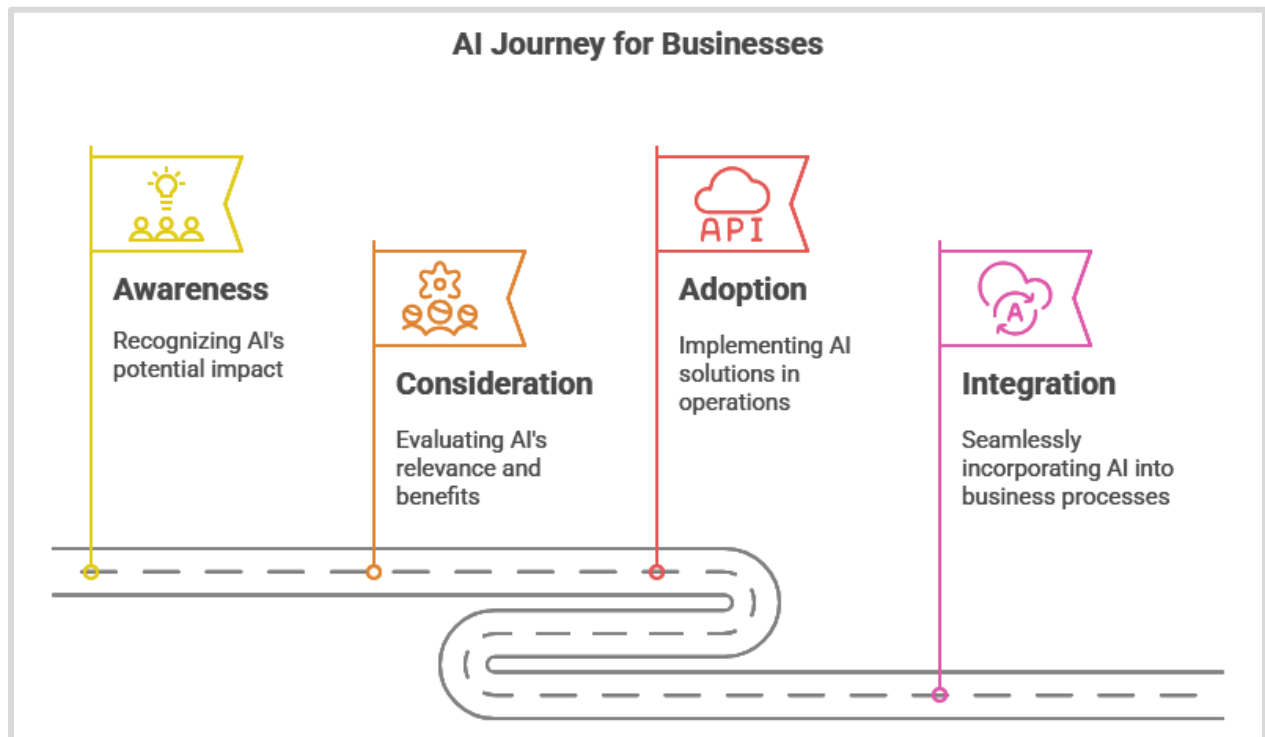 AI Journey for Businesses
Awareness
Recognizing AI's
potential impact
Consideration
Evaluating AI's
relevance and
benefits
API
Adoption
Implementing AI
solutions in
operations
A
Integration
Seamlessly
incorporating AI into
business processes